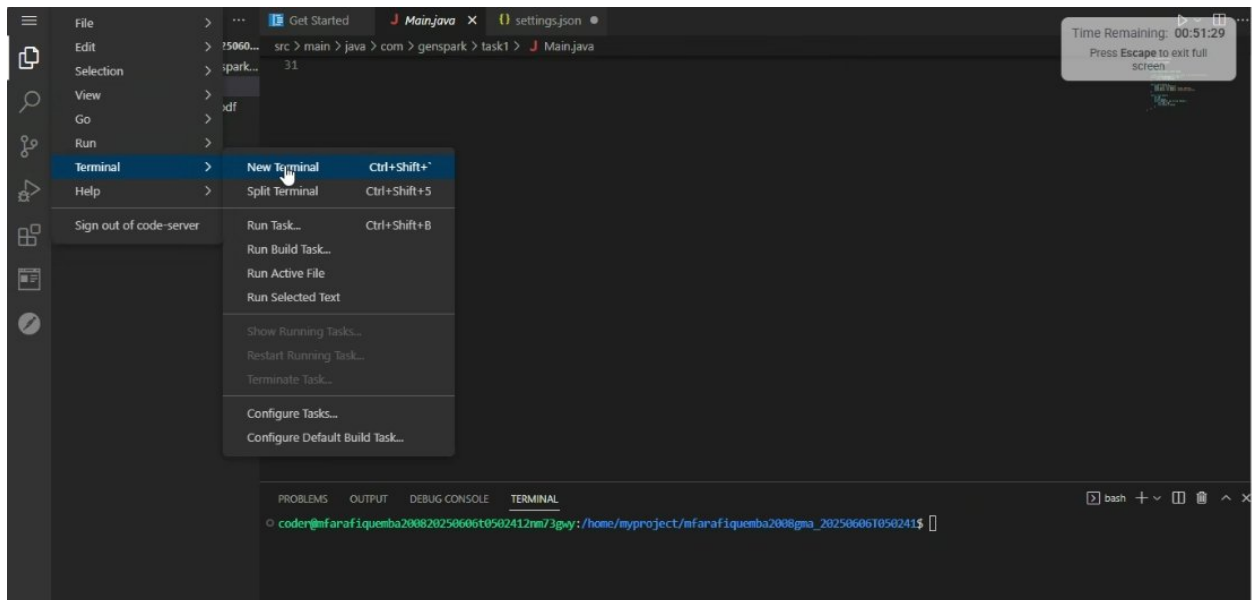 File
Edit
Selection
View
Go
Run
Terminal
Help
Sign out of code-server
New Terminal Ctrl+Shift+`
Split Terminal Ctrl+Shift+5
Run Task... Ctrl+Shift+B
Run Build Task...
Run Active File
Run Selected Text
Show Running Tasks...
Restart Running Task...
Terminate Task...
Configure Tasks...
Configure Default Build Task...
Get Started J Main.java {} settings.json
25060... src > main > java > com > genspark > task1 > J Main.java
spark... 31
Time Remaining: 00:51:29
Press Escape to exit full
screen
PROBLEMS OUTPUT DEBUG CONSOLE TERMINAL bash
coder@mfarafiquemba200820250606t0502412nm73gwy:/home/myproject/mfarafiquemba2008gma_20250606T050241$